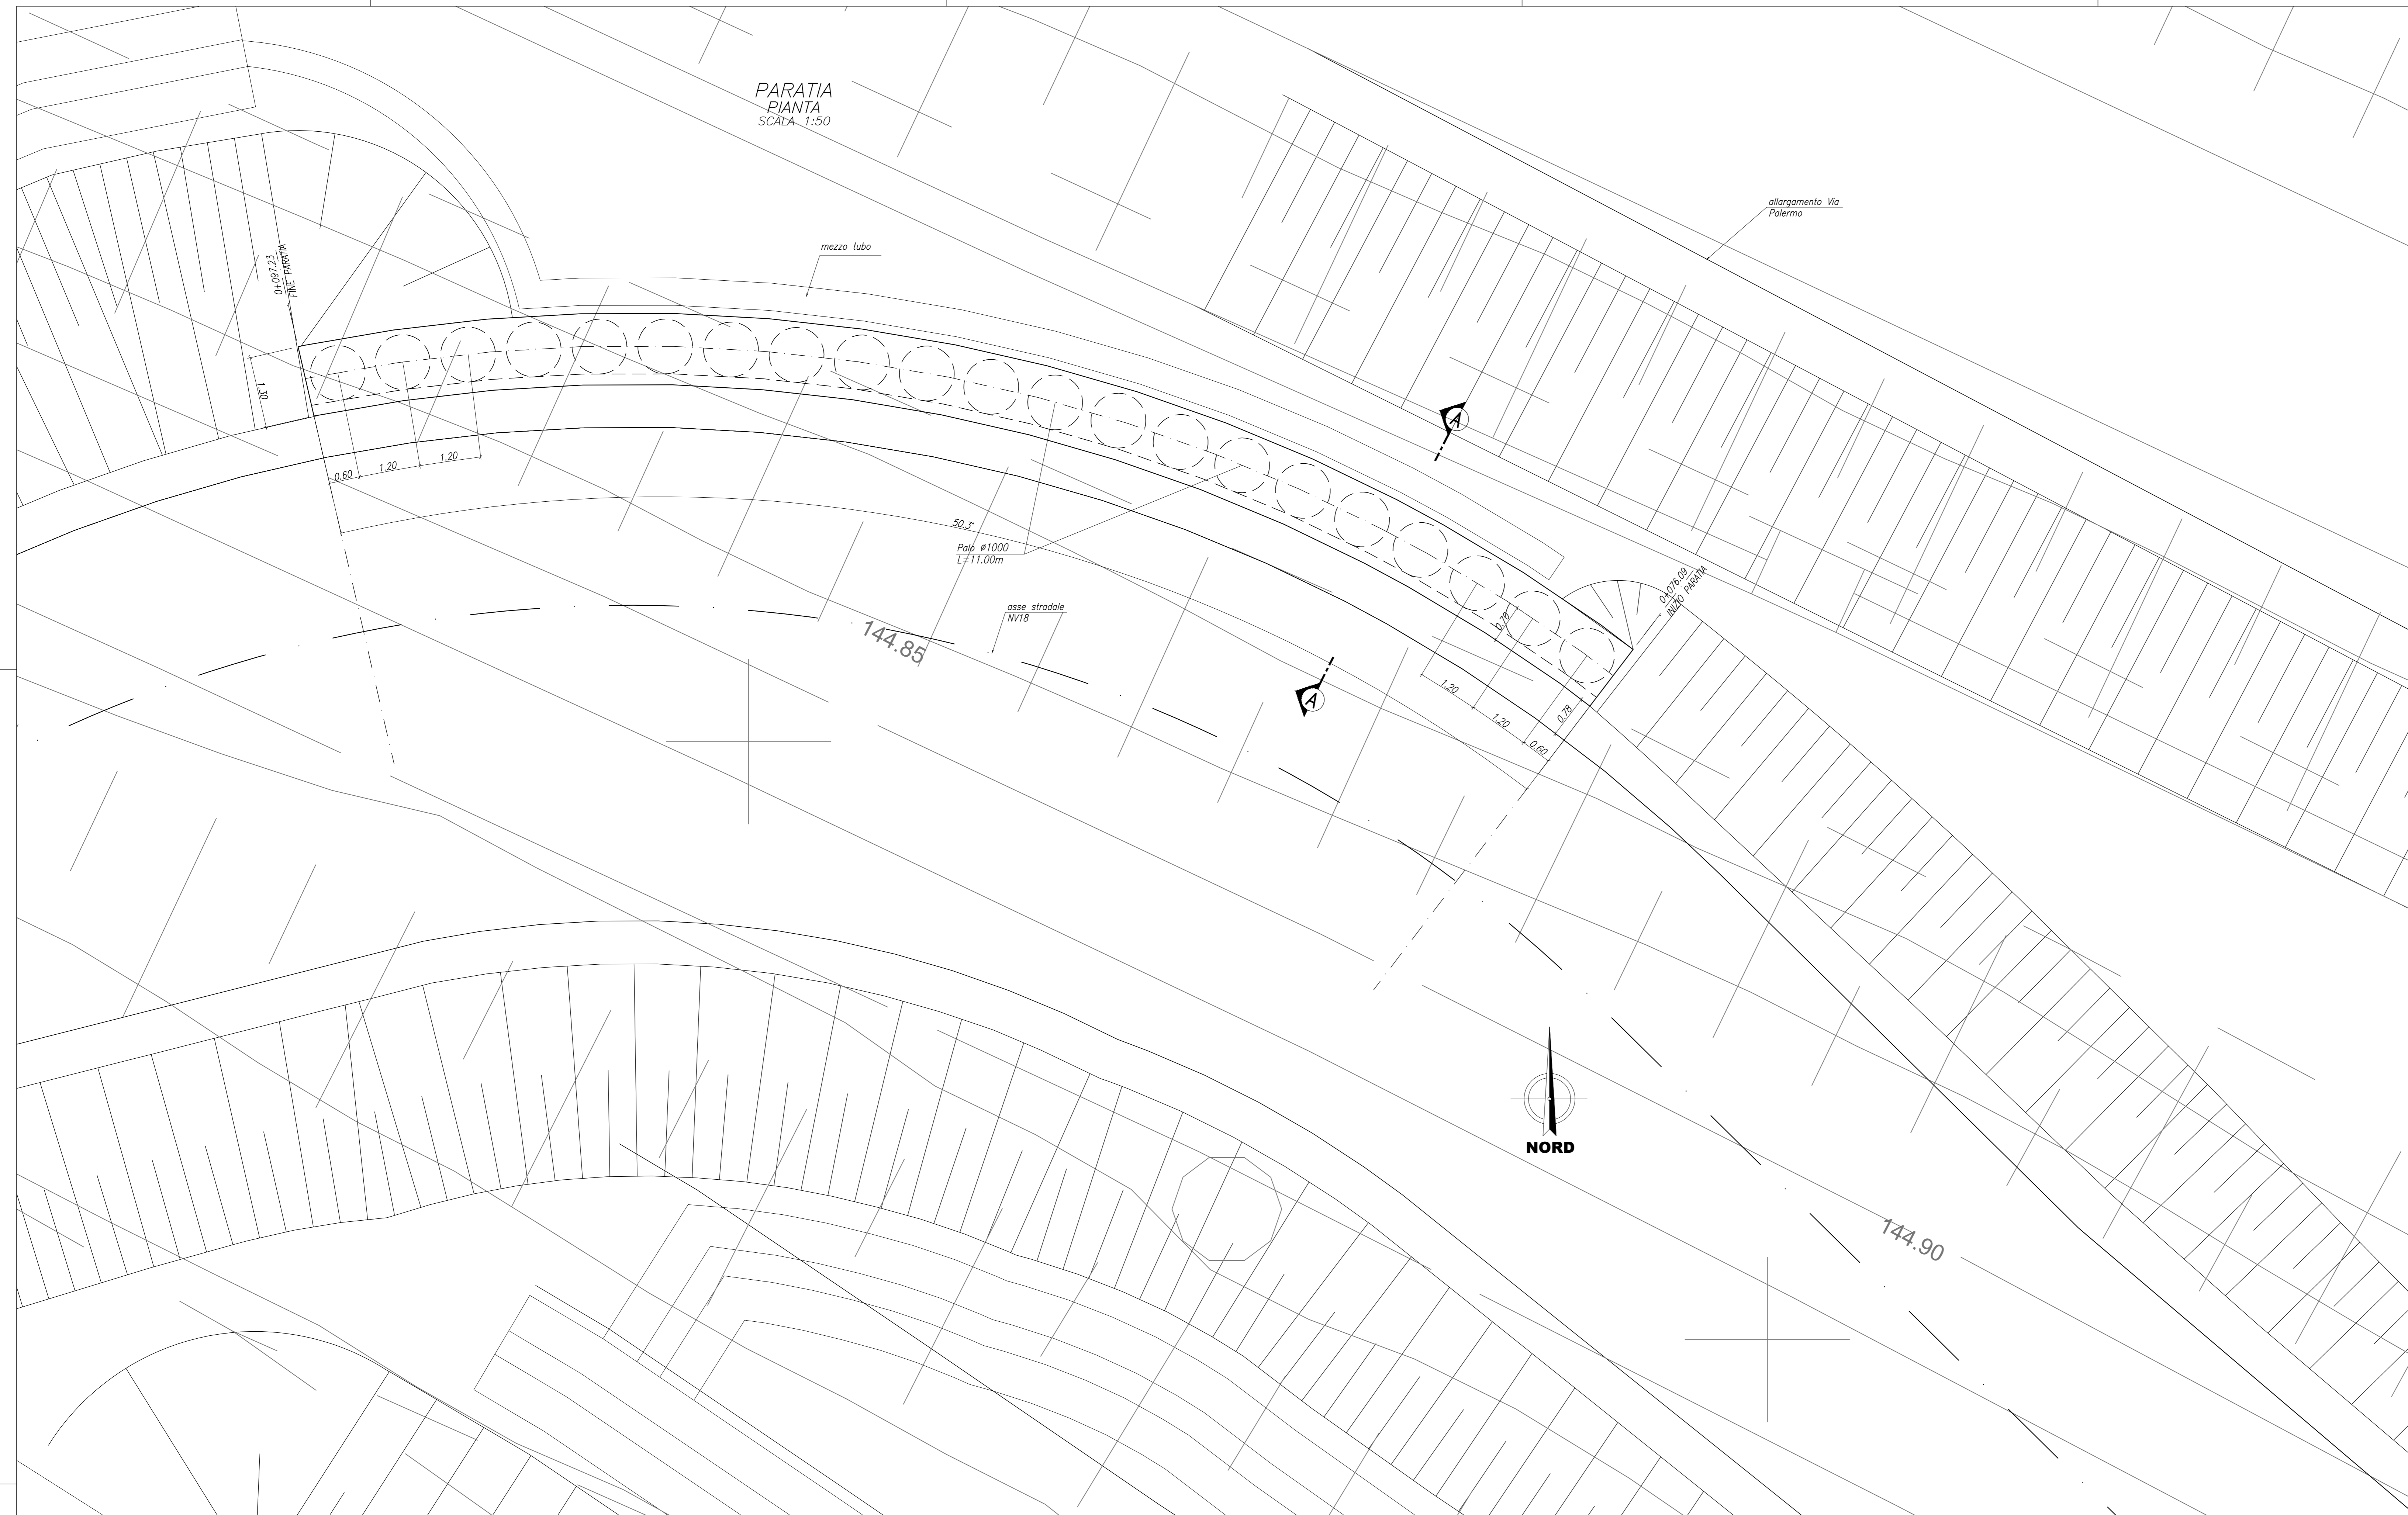 PARATIA
PIANTA
SCALA 1:50
allargamento Via
Palermo
mezzo tubo
0+097.23
FINE PARATIA
1.30
0.60
1.20
1.20
50.3°
Palo ø1000
L=11.00m
asse stradale
NV18
144.85
A
A
0+076.09
INIZIO PARATIA
0.78
1.20
1.20
0.78
0.60
NORD
144.90